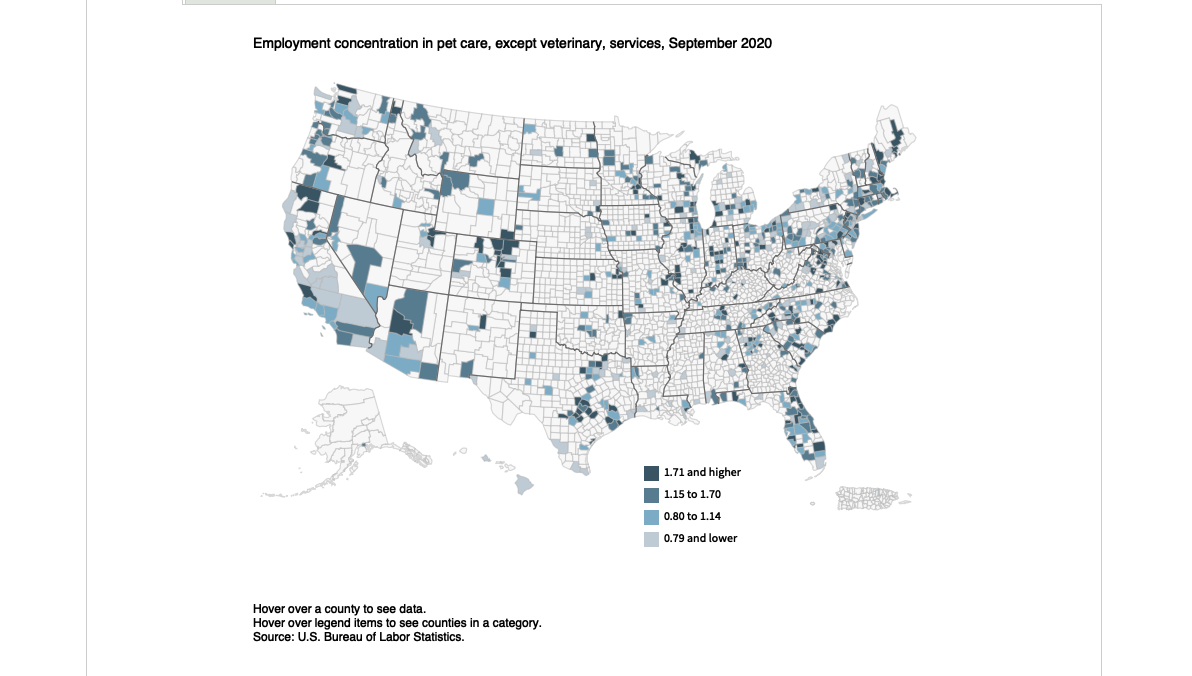 Employment concentration in pet care, except veterinary, services, September 2020
1.71 and higher
1.15 to 1.70
0.80 to 1.14
0.79 and lower
Hover over a county to see data.
Hover over legend items to see counties in a category.
Source: U.S. Bureau of Labor Statistics.